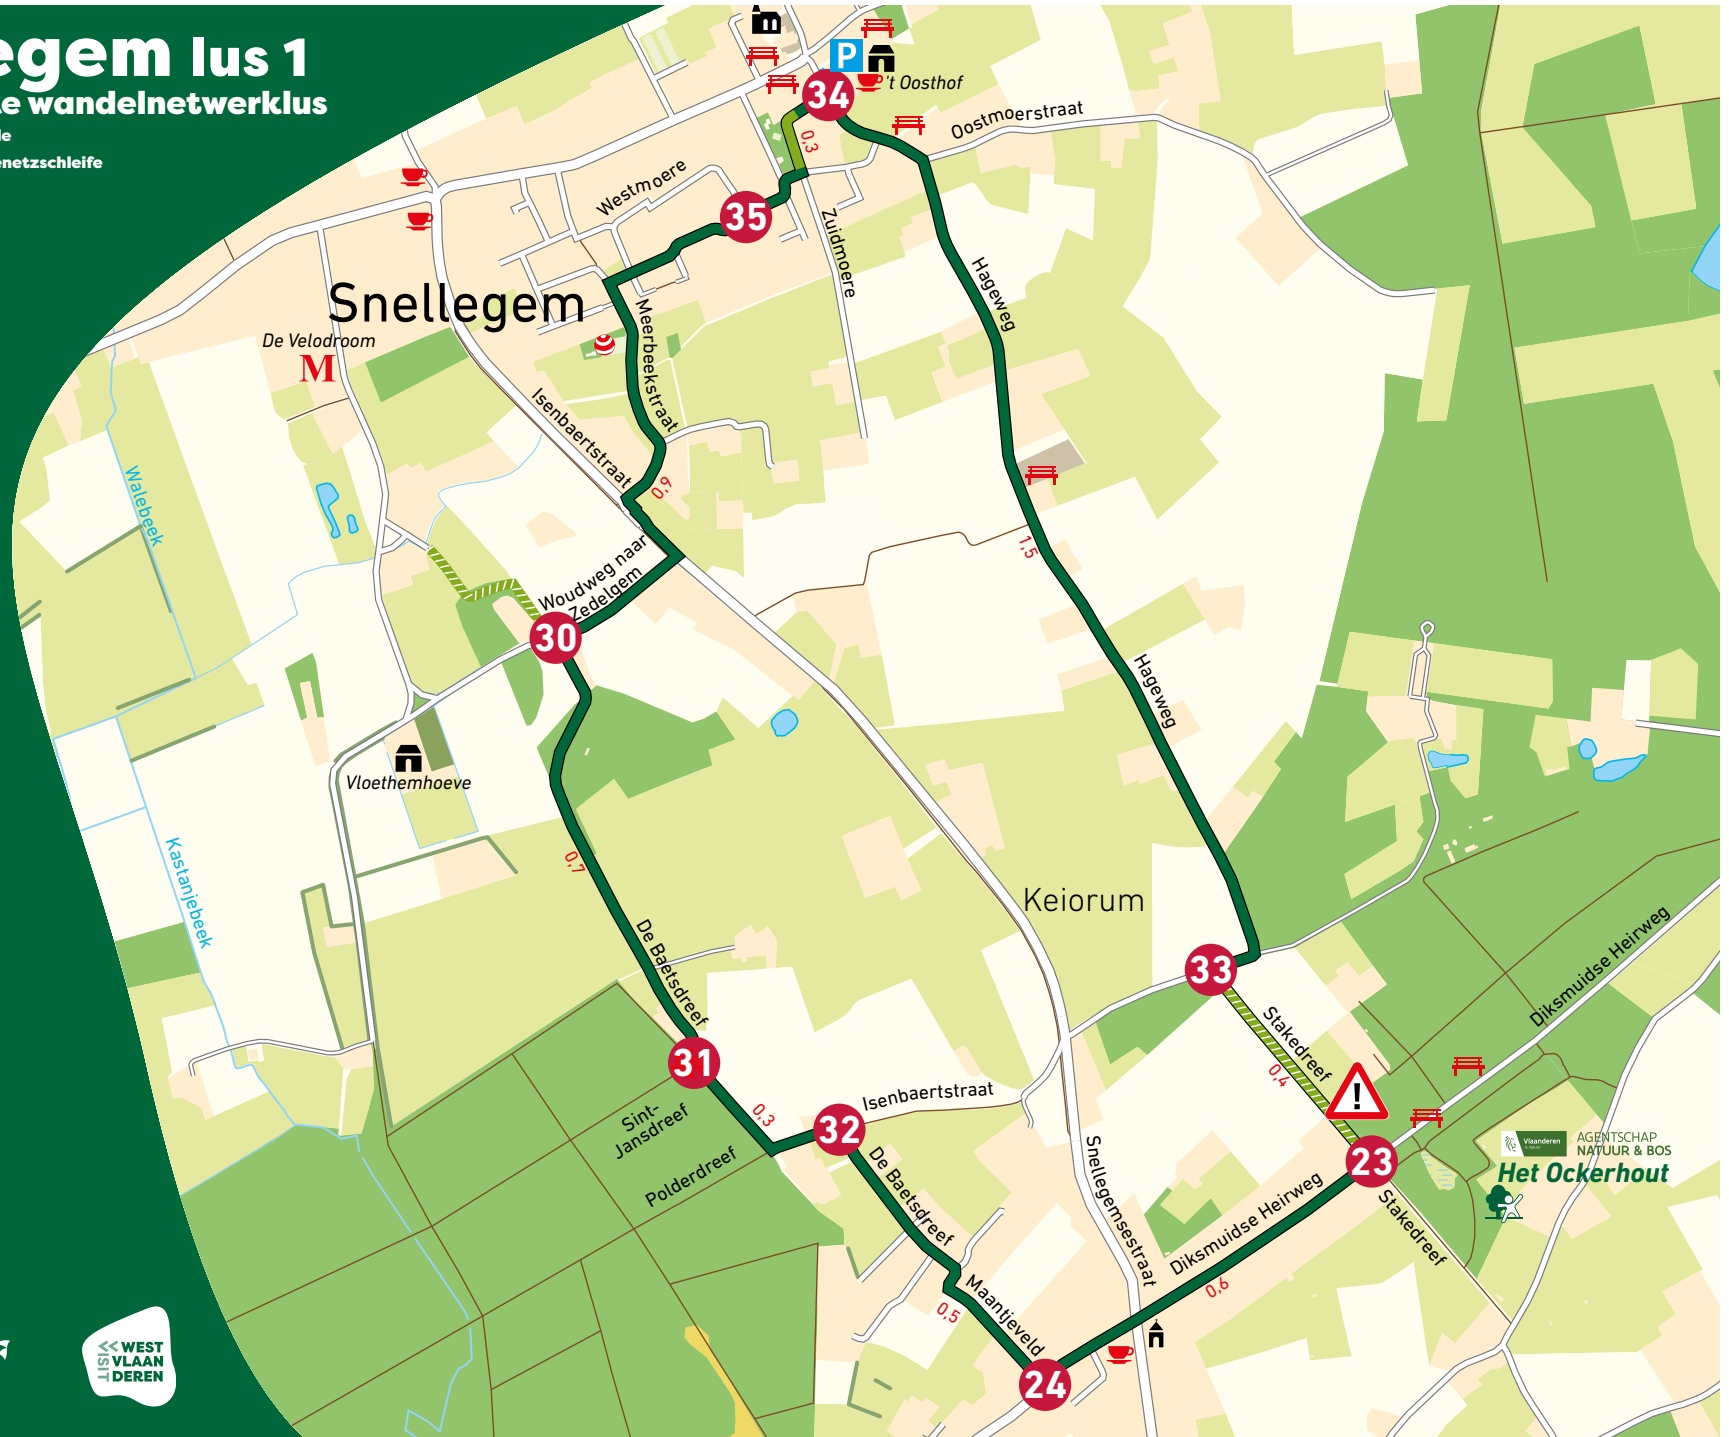 egem lus 1
te wandelnetwerklus
le
enetzschleife
P
't Oosthof
34
0,3
Oostmoerstraat
Westmoere
35
Zuidmoere
Hageweg
Snellegem
De Velodroom
M
Meerbeekstraat
Isenbaertstraat
0,9
Walebeek
1,5
Woudweg naar
Zedelgem
30
Hageweg
Vloethemhoeve
Kastanjebeek
0,7
De Baetsdreef
Keiorum
33
Diksmuidse Heirweg
Stakedreef
0,4
!
31
0,3
Sint-
Jansdreef
Polderdreef
32
Isenbaertstraat
De Baetsdreef
Snellegemsestraat
23
Vlaanderen
AGENTSCHAP
NATUUR & BOS
Het Ockerhout
Stakedreef
Diksmuidse Heirweg
0,6
Maantjeveld
0,5
24
VISIT
WEST
VLAAN
DEREN